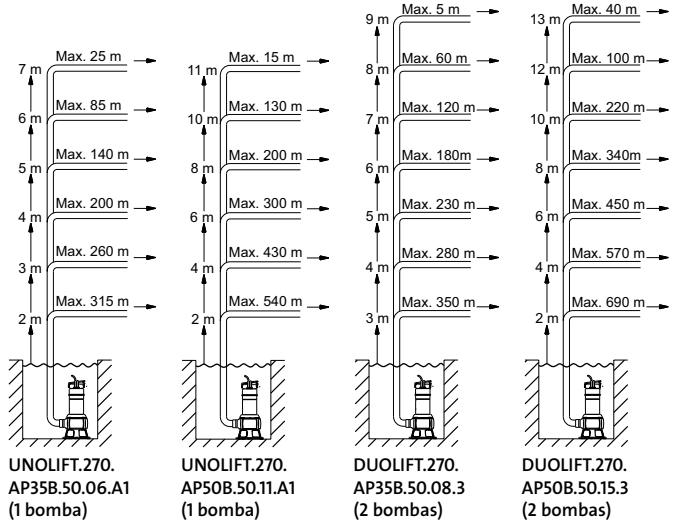 7 m
Max. 25 m
6 m
Max. 85 m
5 m
Max. 140 m
4 m
Max. 200 m
3 m
Max. 260 m
2 m
Max. 315 m
UNOLIFT.270.
AP35B.50.06.A1
(1 bomba)
11 m
Max. 15 m
10 m
Max. 130 m
8 m
Max. 200 m
6 m
Max. 300 m
4 m
Max. 430 m
2 m
Max. 540 m
UNOLIFT.270.
AP50B.50.11.A1
(1 bomba)
9 m
Max. 5 m
8 m
Max. 60 m
7 m
Max. 120 m
6 m
Max. 180m
5 m
Max. 230 m
4 m
Max. 280 m
3 m
Max. 350 m
DUOLIFT.270.
AP35B.50.08.3
(2 bombas)
13 m
Max. 40 m
12 m
Max. 100 m
10 m
Max. 220 m
8 m
Max. 340m
6 m
Max. 450 m
4 m
Max. 570 m
2 m
Max. 690 m
DUOLIFT.270.
AP50B.50.15.3
(2 bombas)